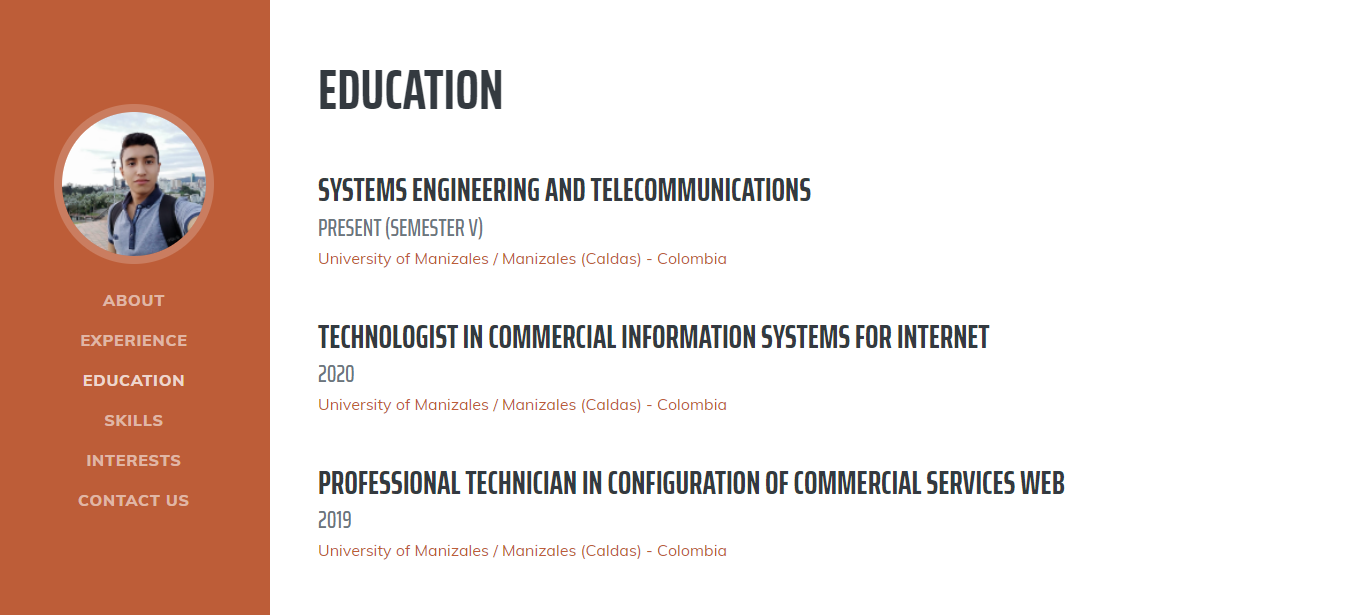 ABOUT
EXPERIENCE
EDUCATION
SKILLS
INTERESTS
CONTACT US
EDUCATION
SYSTEMS ENGINEERING AND TELECOMMUNICATIONS
PRESENT (SEMESTER V)
University of Manizales / Manizales (Caldas) - Colombia
TECHNOLOGIST IN COMMERCIAL INFORMATION SYSTEMS FOR INTERNET
2020
University of Manizales / Manizales (Caldas) - Colombia
PROFESSIONAL TECHNICIAN IN CONFIGURATION OF COMMERCIAL SERVICES WEB
2019
University of Manizales / Manizales (Caldas) - Colombia